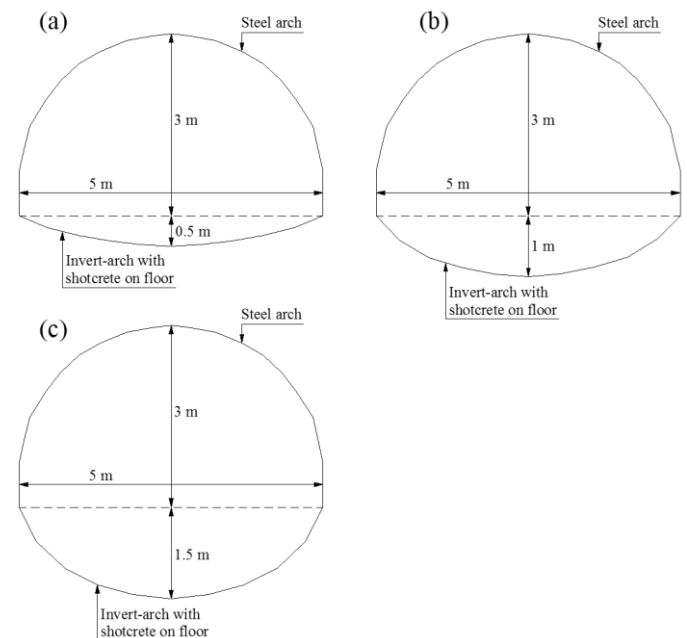 (a)
Steel arch
3 m
5 m
0.5 m
Invert-arch with
shotcrete on floor
(b)
Steel arch
3 m
5 m
1 m
Invert-arch with
shotcrete on floor
(c)
Steel arch
3 m
5 m
1.5 m
Invert-arch with
shotcrete on floor